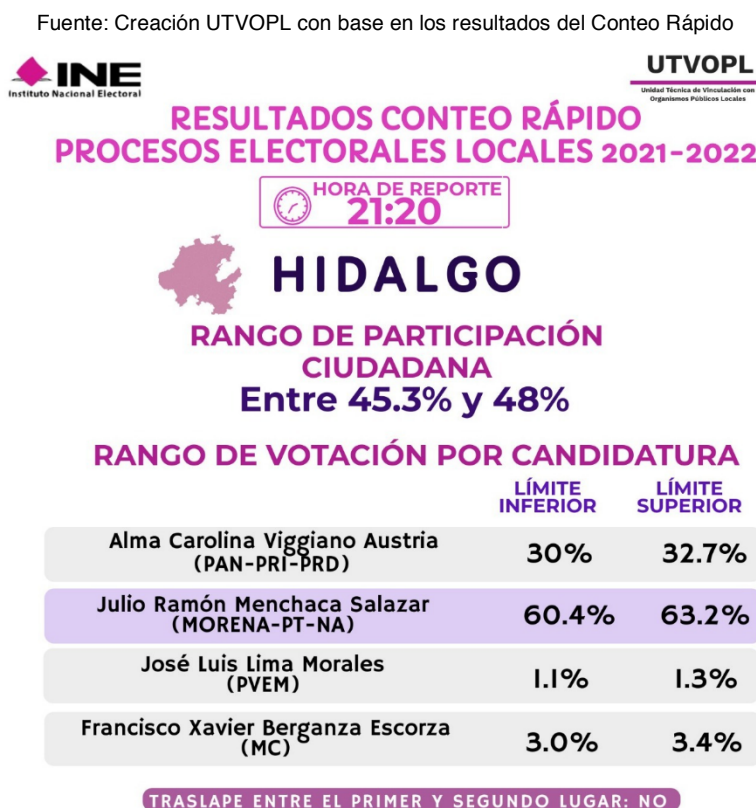 Fuente: Creación UTVOPL con base en los resultados del Conteo Rápido
INE
Instituto Nacional Electoral
UTVOPL
Unidad Técnica de Vinculación con
Organismos Públicos Locales
RESULTADOS CONTEO RÁPIDO
PROCESOS ELECTORALES LOCALES 2021-2022
HORA DE REPORTE
21:20
HIDALGO
RANGO DE PARTICIPACIÓN
CIUDADANA
Entre 45.3% y 48%
RANGO DE VOTACIÓN POR CANDIDATURA
LÍMITE INFERIOR
LÍMITE SUPERIOR
Alma Carolina Viggiano Austria
(PAN-PRI-PRD)
30% 32.7%
Julio Ramón Menchaca Salazar
(MORENA-PT-NA)
60.4% 63.2%
José Luis Lima Morales
(PVEM)
1.1% 1.3%
Francisco Xavier Berganza Escorza
(MC)
3.0% 3.4%
TRASLAPE ENTRE EL PRIMER Y SEGUNDO LUGAR: NO